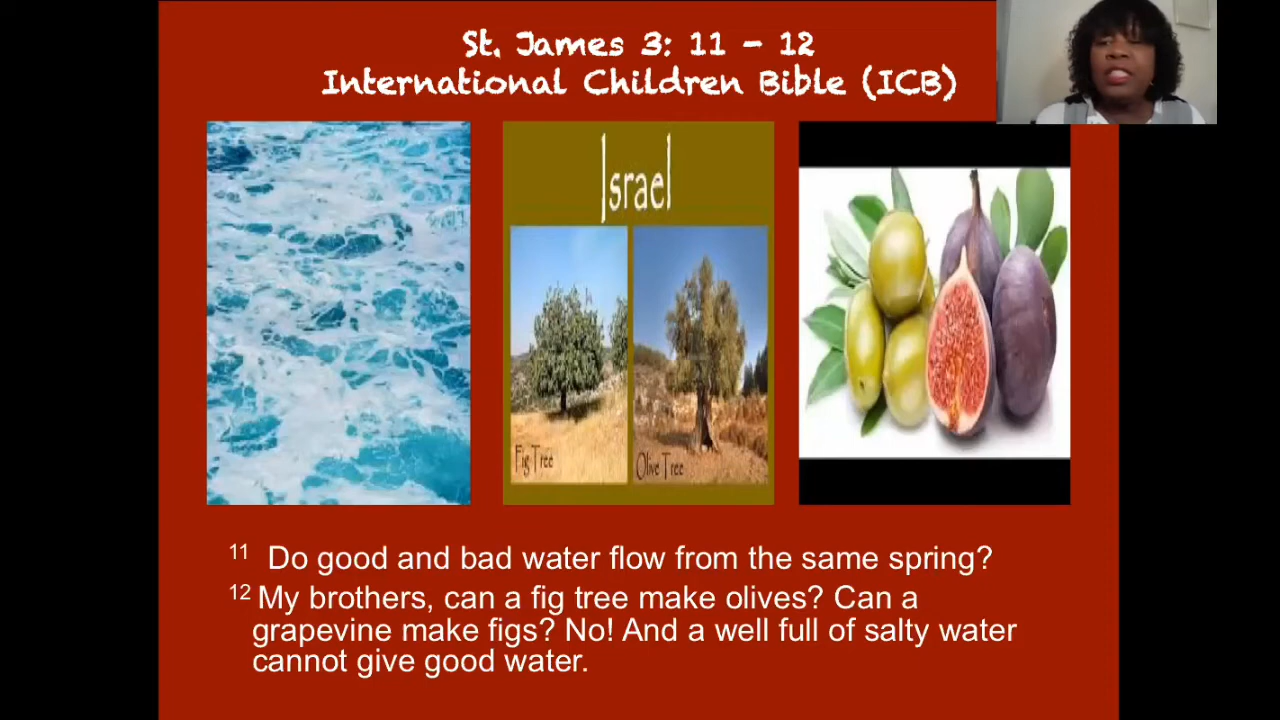 St. James 3: 11 – 12
International Children Bible (ICB)
Israel
Fig Tree
Olive Tree
11 Do good and bad water flow from the same spring?
12 My brothers, can a fig tree make olives? Can a
grapevine make figs? No! And a well full of salty water
cannot give good water.